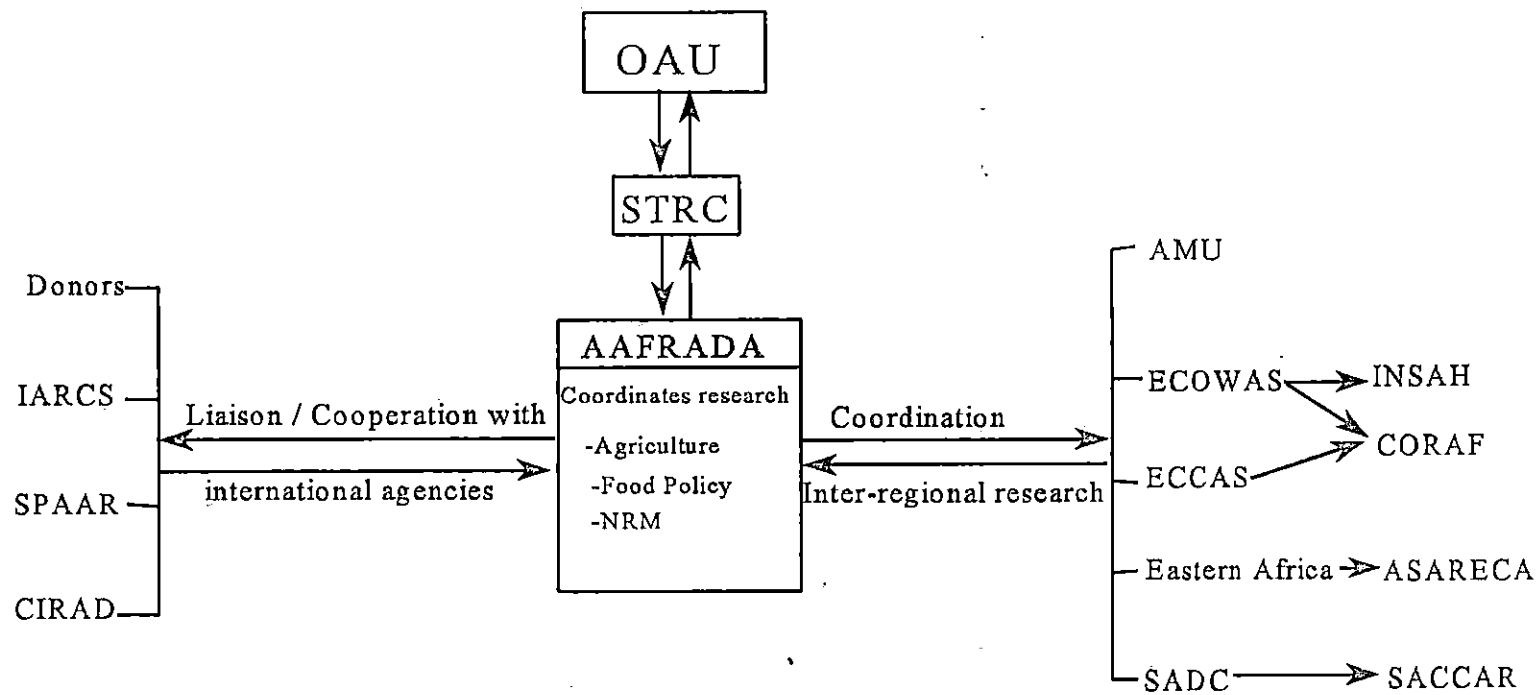 OAU
STRC
Donors
IARCS
SPAAR
CIRAD
Liaison / Cooperation with
international agencies
AAFRADA
Coordinates research
-Agriculture
-Food Policy
-NRM
Coordination
Inter-regional research
AMU
ECOWAS
INSAH
CORAF
ECCAS
Eastern Africa
ASARECA
SADC
SACCAR